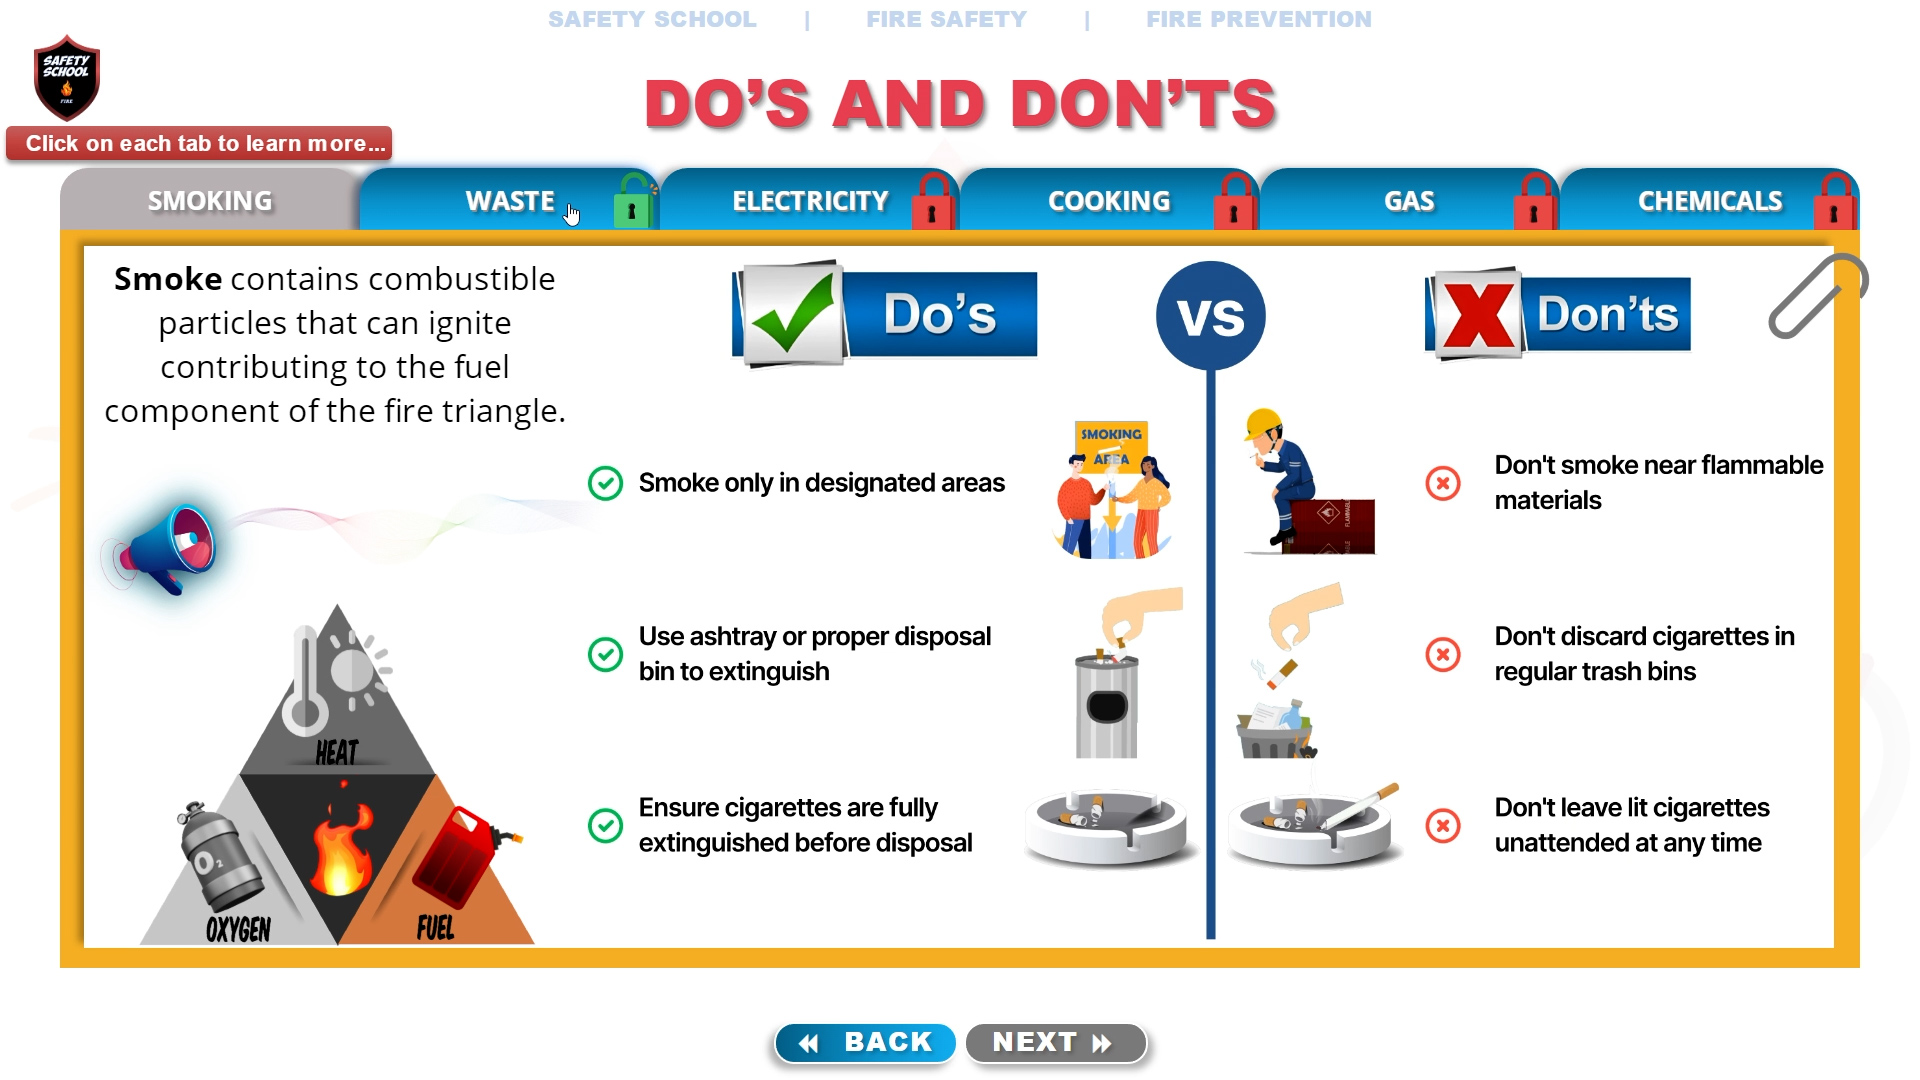 SAFETY SCHOOL | FIRE SAFETY | FIRE PREVENTION
SAFETY
SCHOOL
FIRE
DO’S AND DON’TS
Click on each tab to learn more...
SMOKING
WASTE
ELECTRICITY
COOKING
GAS
CHEMICALS
Smoke contains combustible
particles that can ignite
contributing to the fuel
component of the fire triangle.
HEAT
O2
OXYGEN
FUEL
Do’s
VS
Don’ts
Smoke only in designated areas
SMOKING
AREA
FLAMMABLE
Don't smoke near flammable
materials
Use ashtray or proper disposal
bin to extinguish
Don't discard cigarettes in
regular trash bins
Ensure cigarettes are fully
extinguished before disposal
Don't leave lit cigarettes
unattended at any time
BACK
NEXT